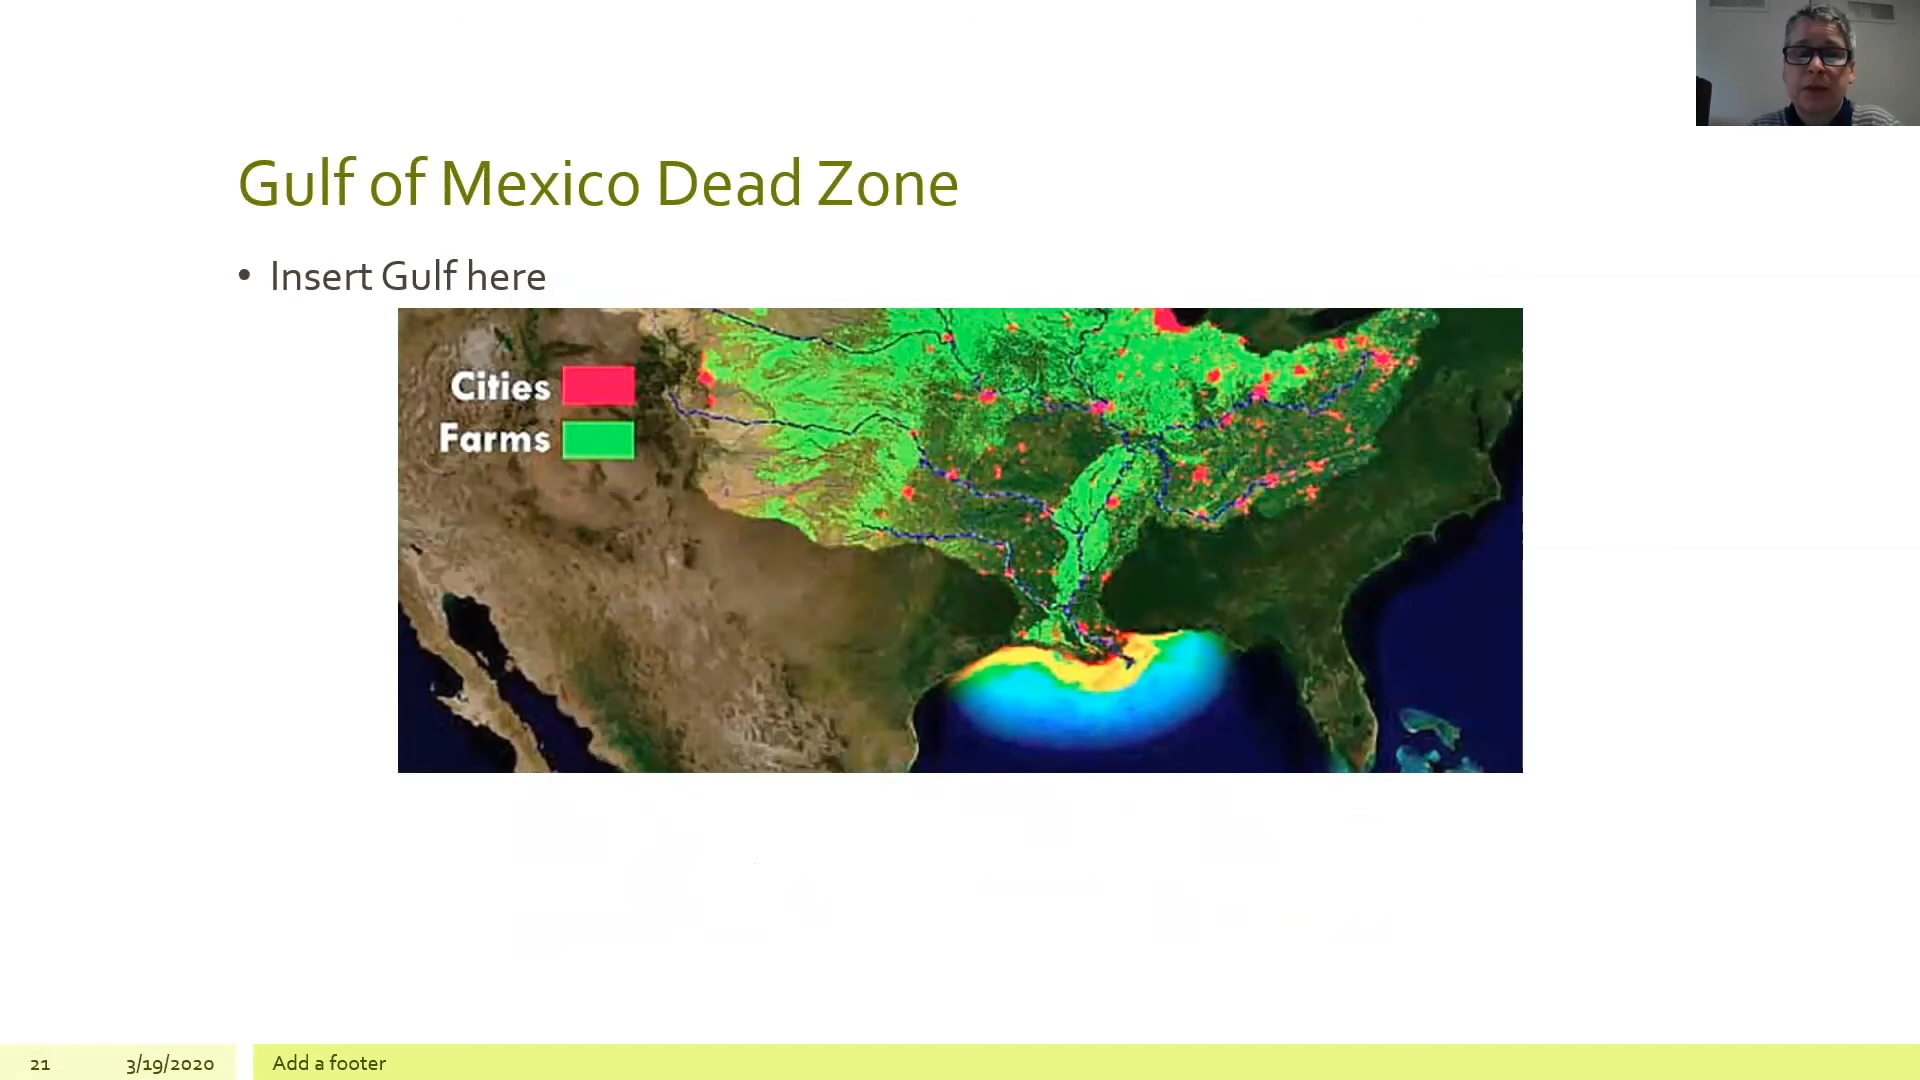 Gulf of Mexico Dead Zone
• Insert Gulf here
Cities
Farms
21 3/19/2020 Add a footer